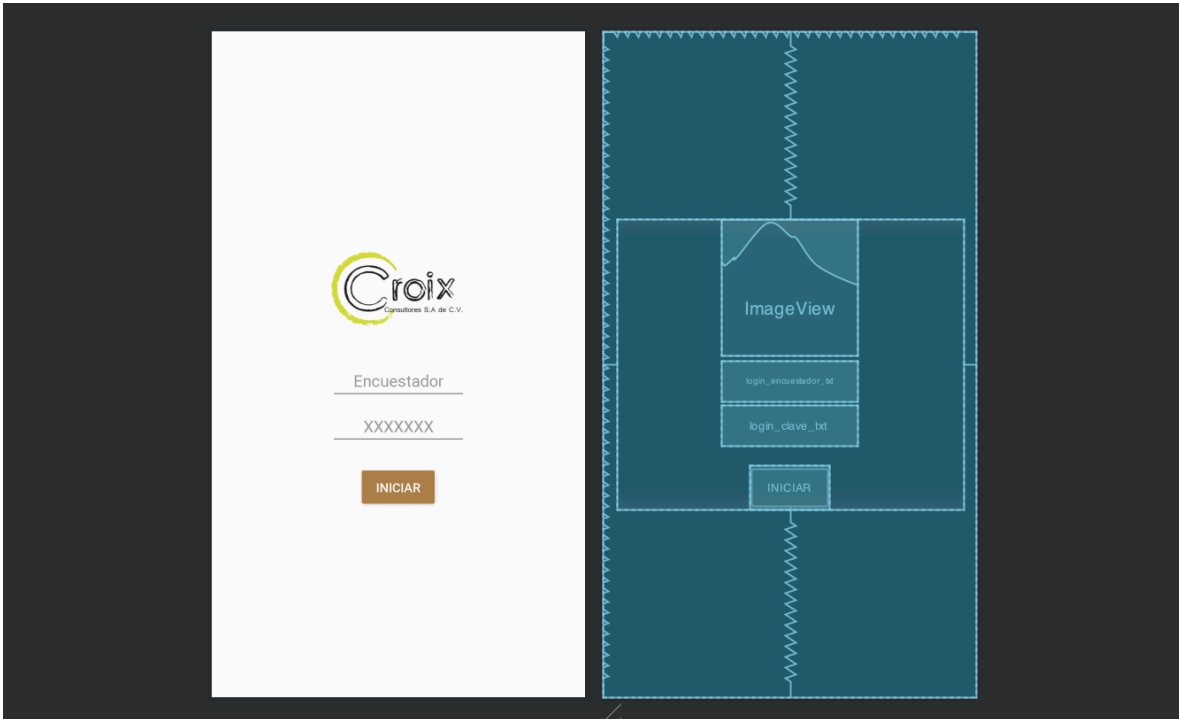 Croix
Consultores S.A de C.V.
Encuestador
XXXXXXX
INICIAR
ImageView
login_encuestador_txt
login_clave_txt
INICIAR